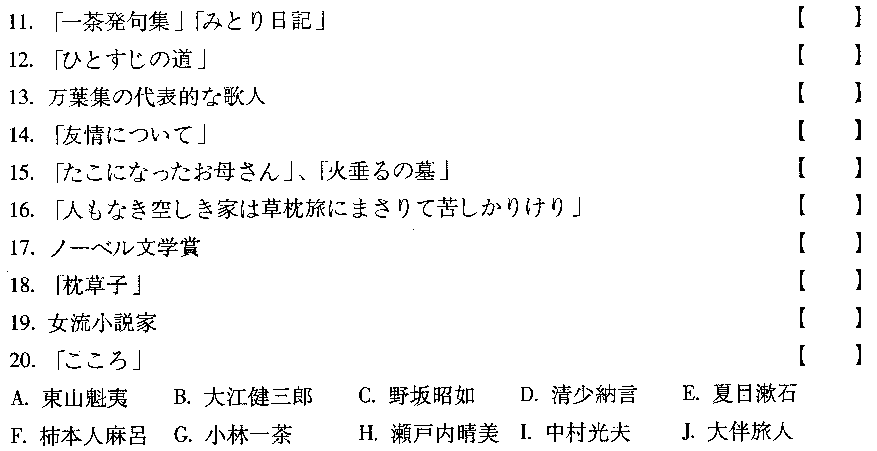 11. 「一茶発句集」「みとり日記」 【 】
12. 「ひとすじの道」 【 】
13. 万葉集の代表的な歌人 【 】
14. 「友情について」 【 】
15. 「たこになったお母さん」、「火垂るの墓」 【 】
16. 「人もなき空しき家は草枕旅にまさりて苦しかりけり」 【 】
17. ノーベル文学賞 【 】
18. 「枕草子」 【 】
19. 女流小説家 【 】
20. 「こころ」 【 】
A. 東山魁夷 B. 大江健三郎 C. 野坂昭如 D. 清少納言 E. 夏目漱石
F. 柿本人麻呂 G. 小林一茶 H. 瀬戸内晴美 I. 中村光夫 J. 大伴旅人